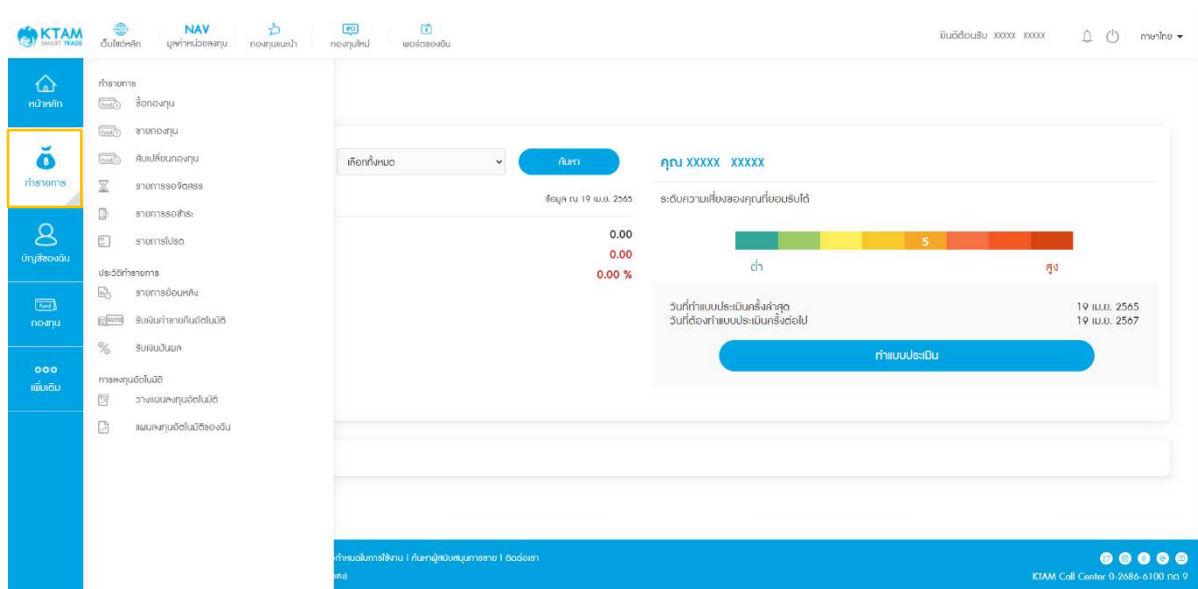 KTAM
SMART TRADE
เว็บไซต์หลัก
NAV
มูลค่าหน่วยลงทุน
กองทุนแนะนำ
IPO
กองทุนใหม่
พอร์ตของฉัน
ยินดีต้อนรับ xxxxx xxxxx
ภาษาไทย
หน้าหลัก
ทำรายการ
บัญชีของฉัน
Fund
กองทุน
เพิ่มเติม
ทำรายการ
ซื้อกองทุน
ขายกองทุน
สับเปลี่ยนกองทุน
รายการรอจัดสรร
รายการรอชำระ
รายการโปรด
ประวัติทำรายการ
รายการย้อนหลัง
รับเงินค่าขายคืนอัตโนมัติ
รับเงินปันผล
การลงทุนอัตโนมัติ
วางแผนลงทุนอัตโนมัติ
แผนลงทุนอัตโนมัติของฉัน
เลือกทั้งหมด
ค้นหา
ข้อมูล ณ 19 เม.ย. 2565
0.00
0.00
0.00 %
คุณ XXXXX XXXXX
ระดับความเสี่ยงของคุณที่ยอมรับได้
5
ต่ำ
สูง
วันที่ทำแบบประเมินครั้งล่าสุด 19 เม.ย. 2565
วันที่ต้องทำแบบประเมินครั้งต่อไป 19 เม.ย. 2567
ทำแบบประเมิน
กำหนดในการใช้งาน | ค้นหาผู้สนับสนุนการขาย | ติดต่อเรา
KTAM Call Center 0-2686-6100 กด 9